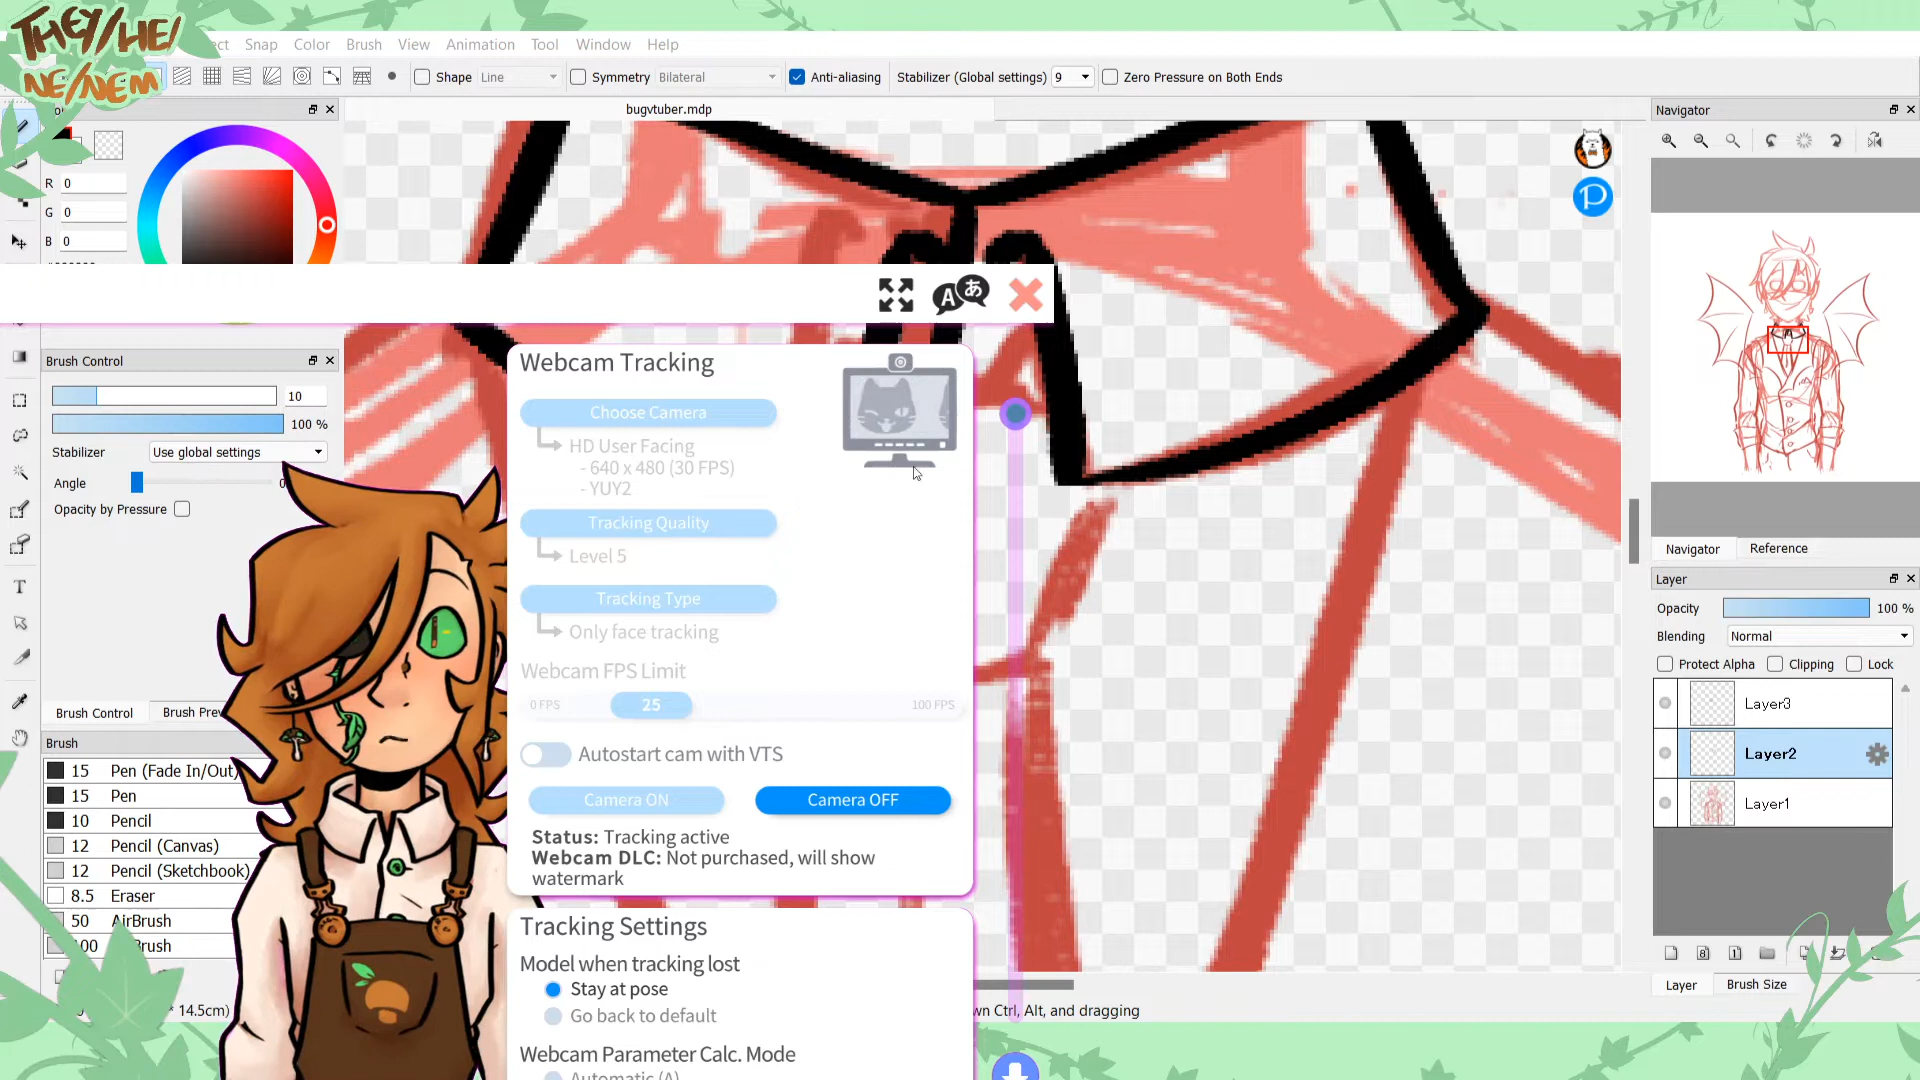 THEY/HE/
NE/NEM
Snap Color Brush View Animation Tool Window Help
Shape Line Symmetry Bilateral Anti-aliasing Stabilizer (Global settings) 9 Zero Pressure on Both Ends
bugvtuber.mdp
Navigator
R 0
G 0
B 0
A あ
P
Brush Control
10
100 %
Stabilizer Use global settings
Angle
Opacity by Pressure
Brush Control
Brush
15 Pen (Fade In/Out)
15 Pen
10 Pencil
12 Pencil (Canvas)
12 Pencil (Sketchbook)
8.5 Eraser
50 AirBrush
100
* 14.5cm)
Webcam Tracking
Choose Camera
HD User Facing
- 640 x 480 (30 FPS)
- YUY2
Tracking Quality
Level 5
Tracking Type
Only face tracking
Webcam FPS Limit
0 FPS 25 100 FPS
Autostart cam with VTS
Camera ON Camera OFF
Status: Tracking active
Webcam DLC: Not purchased, will show
watermark
Tracking Settings
Model when tracking lost
Stay at pose
Go back to default
Webcam Parameter Calc. Mode
Automatic (A)
Ctrl, Alt, and dragging
Navigator Reference
Layer
Opacity 100 %
Blending Normal
Protect Alpha Clipping Lock
Layer3
Layer2
Layer1
8 1
Layer Brush Size
T